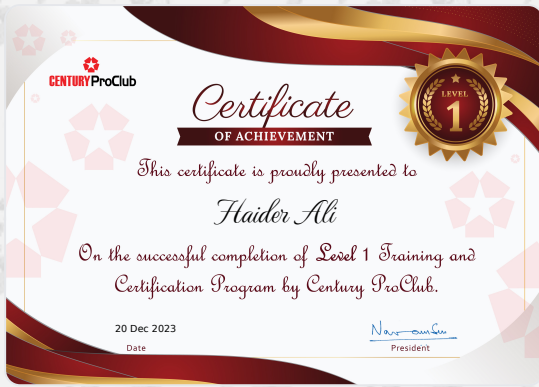 CENTURY ProClub
Certificate
OF ACHIEVEMENT
LEVEL
1
This certificate is proudly presented to
Haider Ali
On the successful completion of Level 1 Training and
Certification Program by Century ProClub.
20 Dec 2023
Date
President